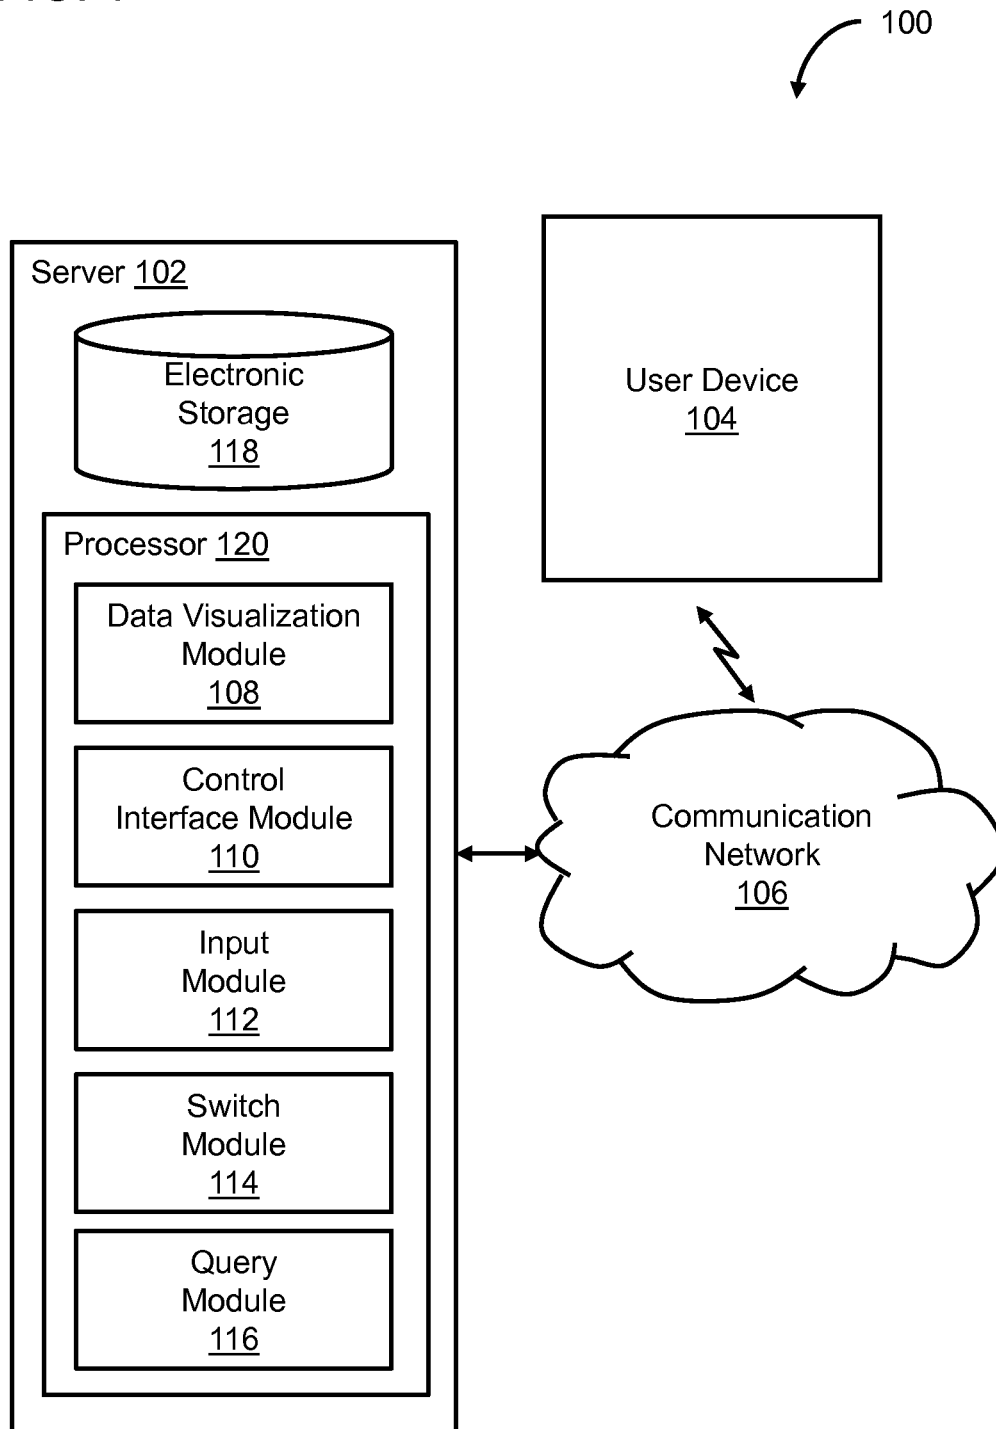 100
Server 102
Electronic
Storage
118
Processor 120
Data Visualization
Module
108
Control
Interface Module
110
Input
Module
112
Switch
Module
114
Query
Module
116
User Device
104
Communication
Network
106